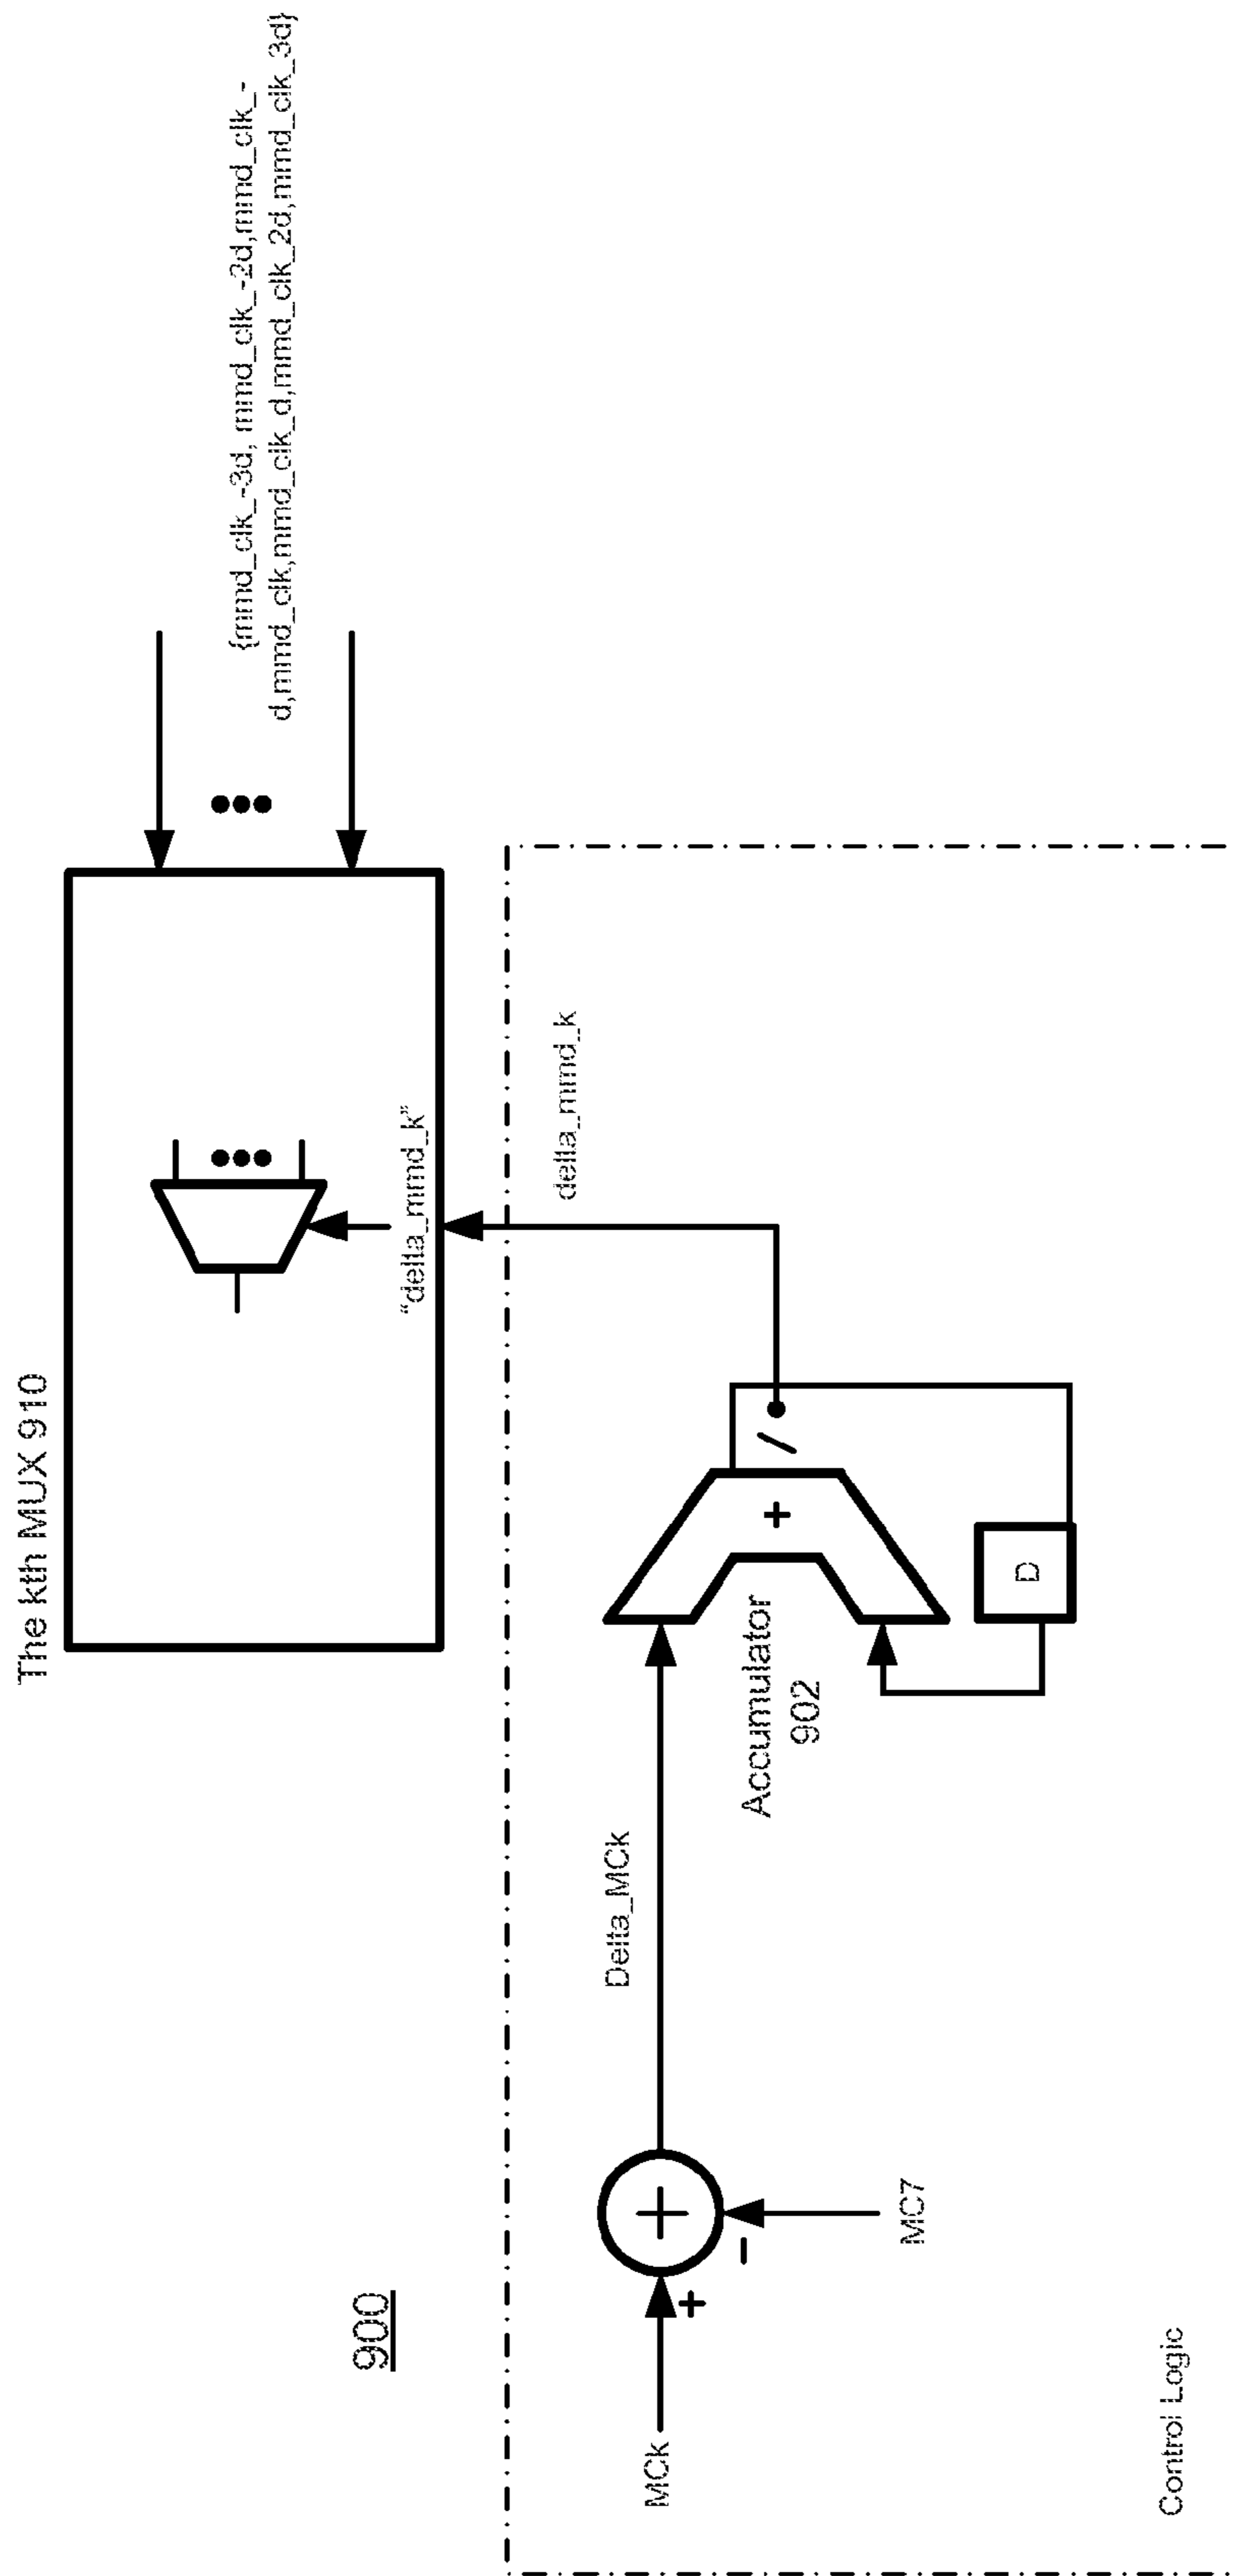 The kth MUX 910
{mmd_clk_-3d, mmd_clk_-2d,mmd_clk_-
d,mmd_clk,mmd_clk_d,mmd_clk_2d,mmd_clk_3d}
"delta_mmd_k"
900
delta_mmd_k
Delta_MCk
MCk
+
-
MC7
+
Accumulator
902
+
D
Control Logic